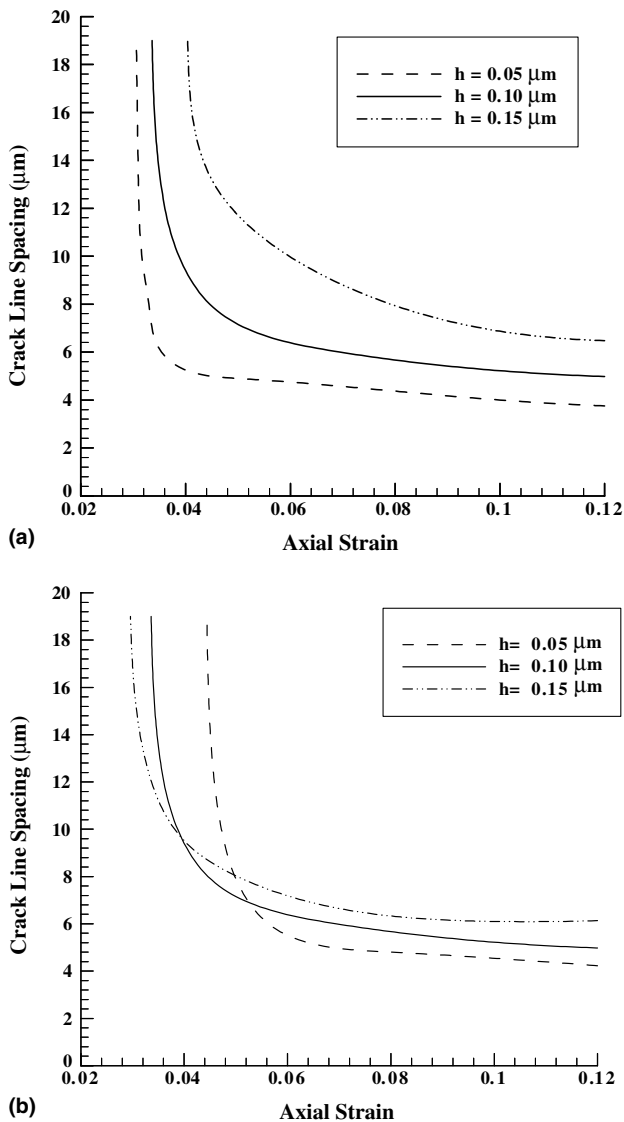 20
18
16
14
12
10
8
6
4
2
0
Crack Line Spacing (μm)
h = 0.05 μm
h = 0.10 μm
h = 0.15 μm
0.02 0.04 0.06 0.08 0.1 0.12
Axial Strain
(a)
20
18
16
14
12
10
8
6
4
2
0
Crack Line Spacing (μm)
h= 0.05 μm
h= 0.10 μm
h= 0.15 μm
0.02 0.04 0.06 0.08 0.1 0.12
Axial Strain
(b)